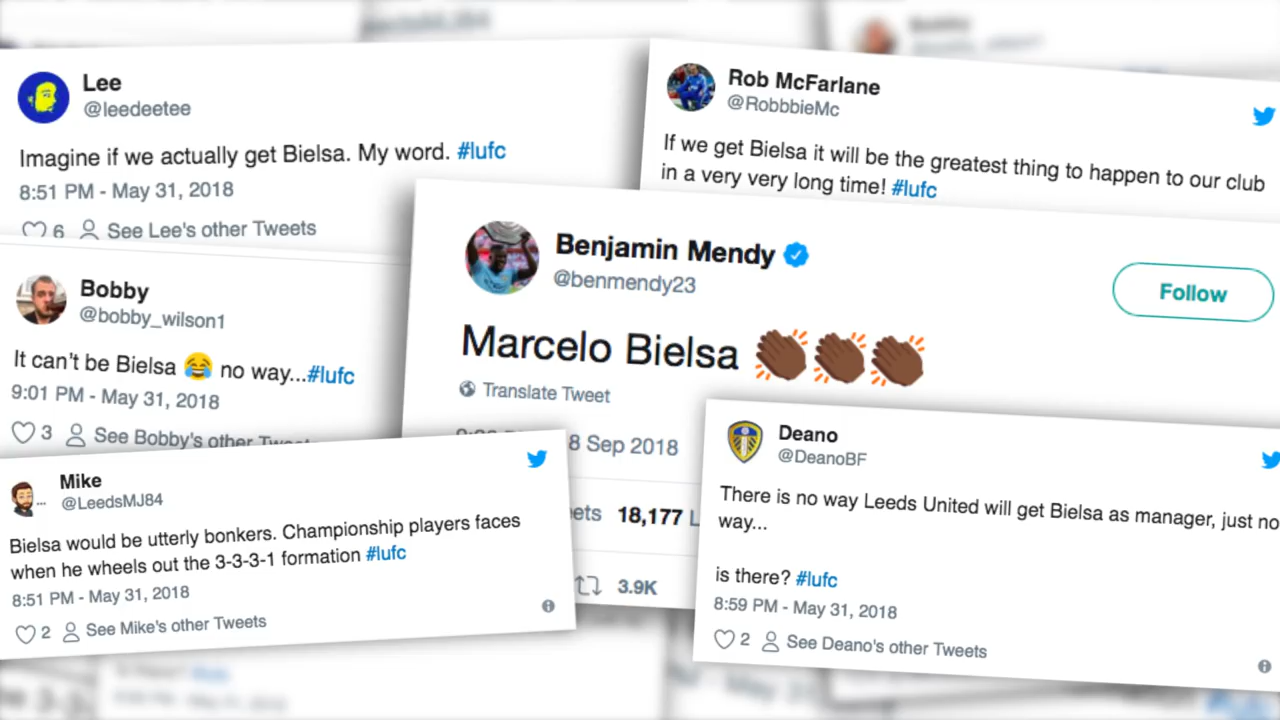 Lee
@leedeetee
Imagine if we actually get Bielsa. My word. #lufc
8:51 PM - May 31, 2018
6 See Lee's other Tweets
Rob McFarlane
@RobbbieMc
If we get Bielsa it will be the greatest thing to happen to our club
in a very very long time! #lufc
Benjamin Mendy
@benmendy23
Follow
Marcelo Bielsa 👏🏿👏🏿👏🏿
Translate Tweet
8 Sep 2018
18,177
3.9K
Bobby
@bobby_wilson1
It can't be Bielsa 😂 no way...#lufc
9:01 PM - May 31, 2018
3 See Bobby's other Tweets
Mike
@LeedsMJ84
Bielsa would be utterly bonkers. Championship players faces
when he wheels out the 3-3-3-1 formation #lufc
8:51 PM - May 31, 2018
2 See Mike's other Tweets
Deano
@DeanoBF
There is no way Leeds United will get Bielsa as manager, just no
way...
is there? #lufc
8:59 PM - May 31, 2018
2 See Deano's other Tweets